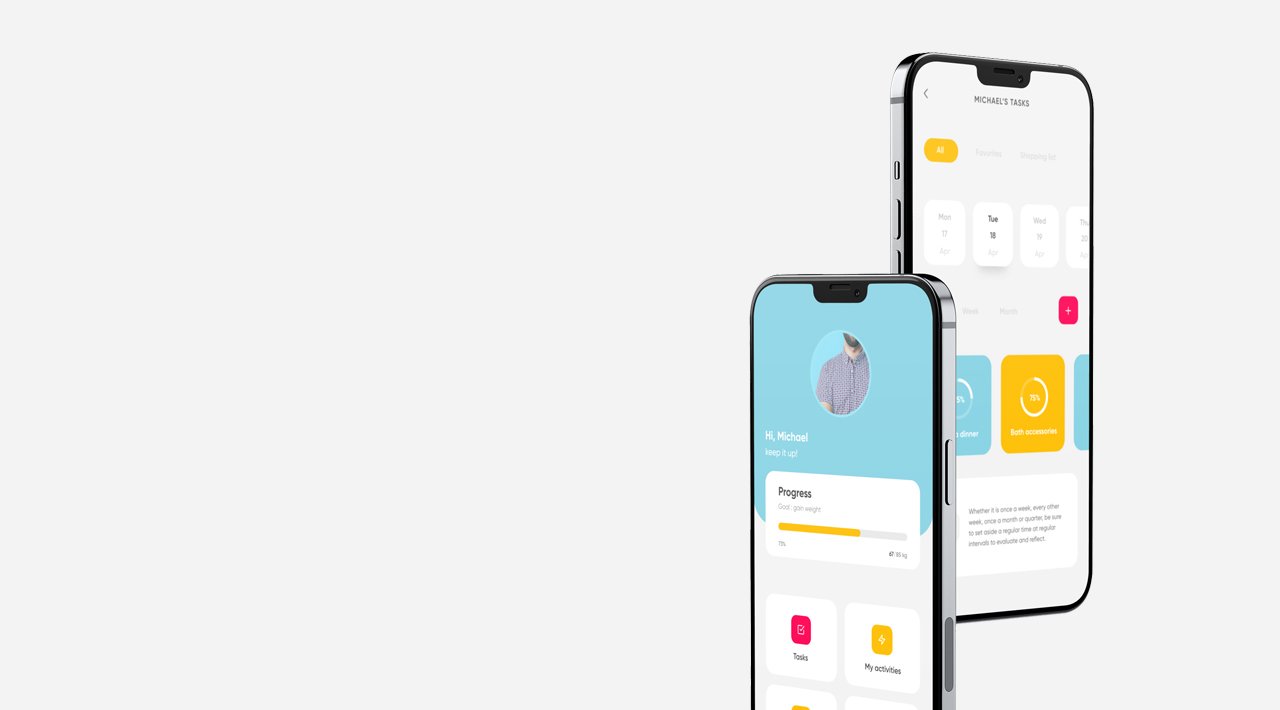 MICHAEL'S TASKS
All
Favorites
Shopping list
Mon
17
Apr
Tue
18
Apr
Wed
19
Apr
Thu
20
Apr
Week
Month
+
5%
dinner
75%
Bath accessories
Whether it is once a week, every other
week, once a month or quarter, be sure
to set aside a regular time at regular
intervals to evaluate and reflect.
Hi, Michael
keep it up!
Progress
Goal : gain weight
67/85 kg
Tasks
My activities